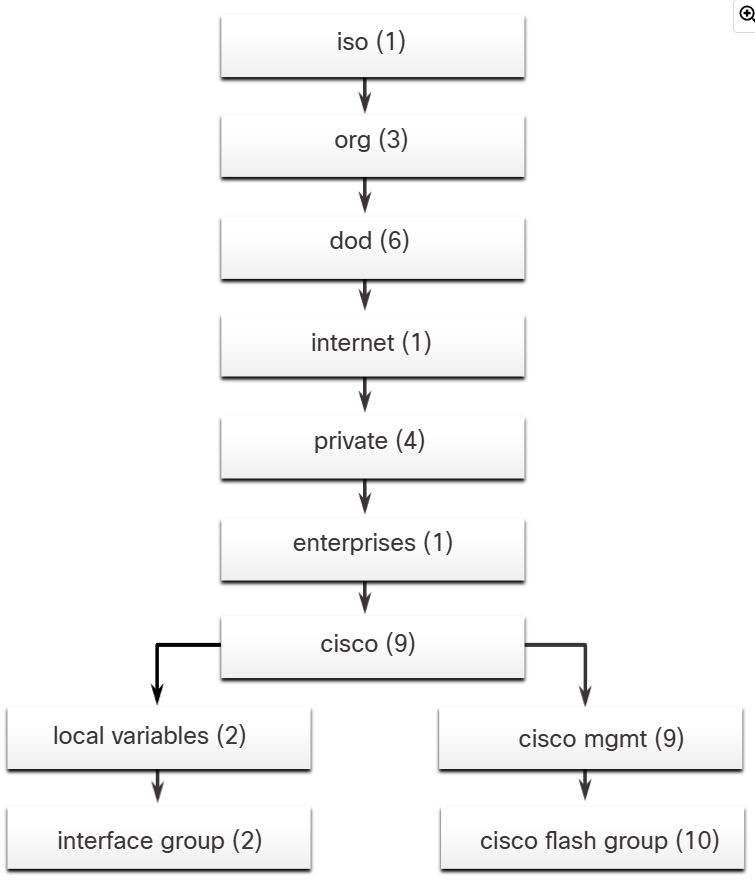 iso (1)
org (3)
dod (6)
internet (1)
private (4)
enterprises (1)
cisco (9)
local variables (2)
cisco mgmt (9)
interface group (2)
cisco flash group (10)